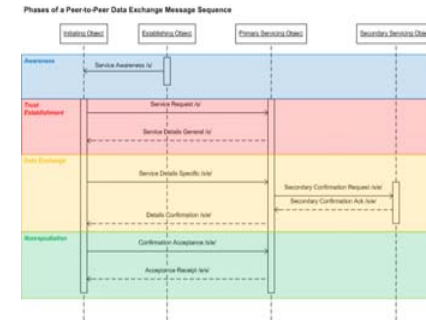 Phases of a Peer-to-Peer Data Exchange Message Sequence
Initiating Object
Establishing Object
Primary Servicing Object
Secondary Servicing Obje
Awareness
Service Awareness /s/
Trust
Establishment
Service Request /s/
Service Details General /s/
Data Exchange
Service Details Specific /s/e/
Secondary Confirmation Request /s/e/
Secondary Confirmation Ack /s/e/
Details Confirmation /s/e/
Nonrepudiation
Confirmation Acceptance /s/e/
Acceptance Receipt /s/e/